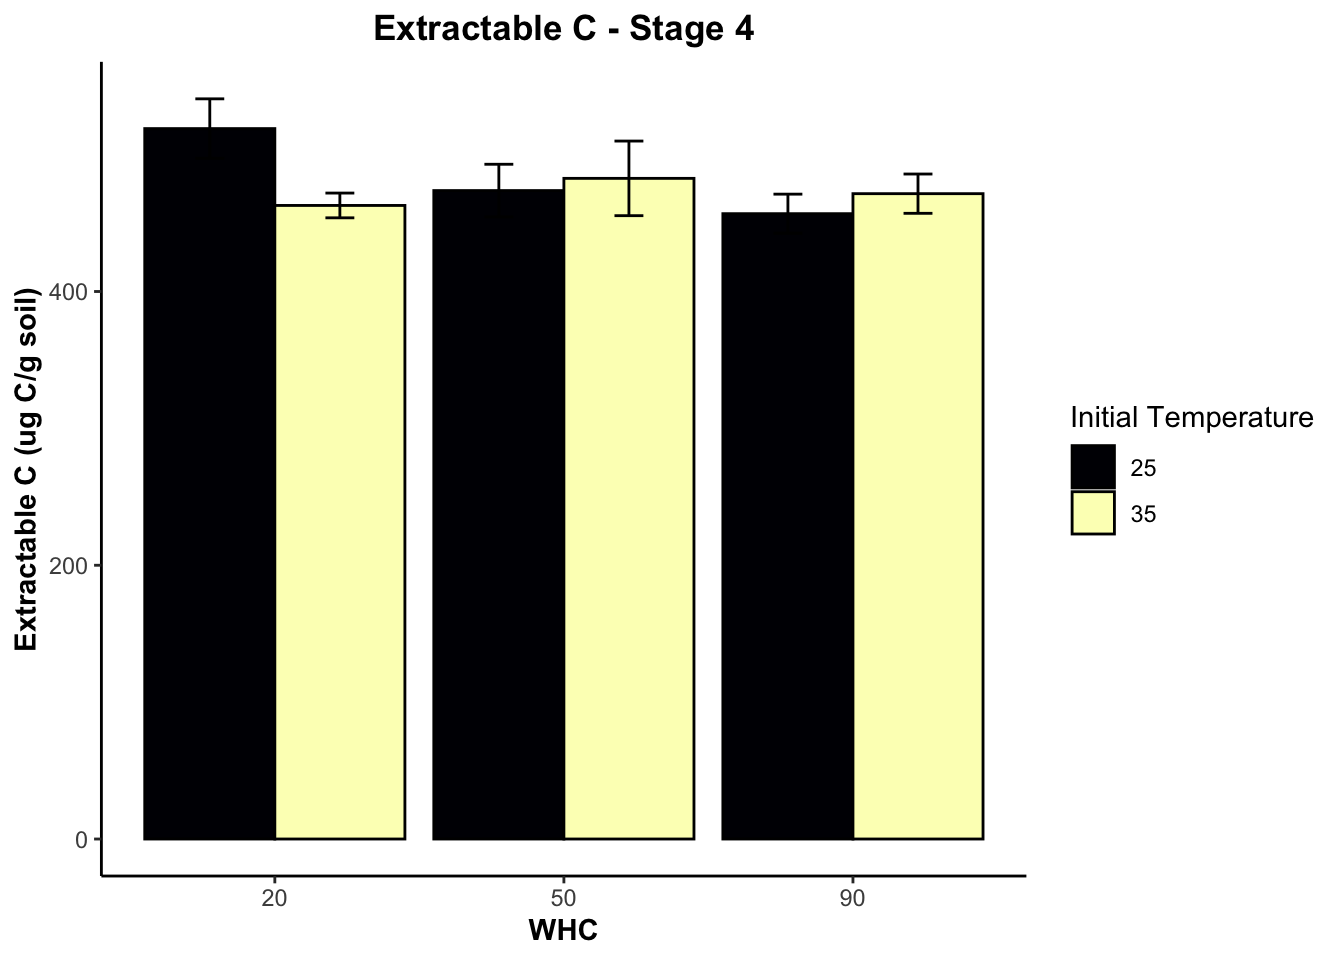 Extractable C - Stage 4
Extractable C (ug C/g soil)
400
200
0
20 50 90
WHC
Initial Temperature
25
35